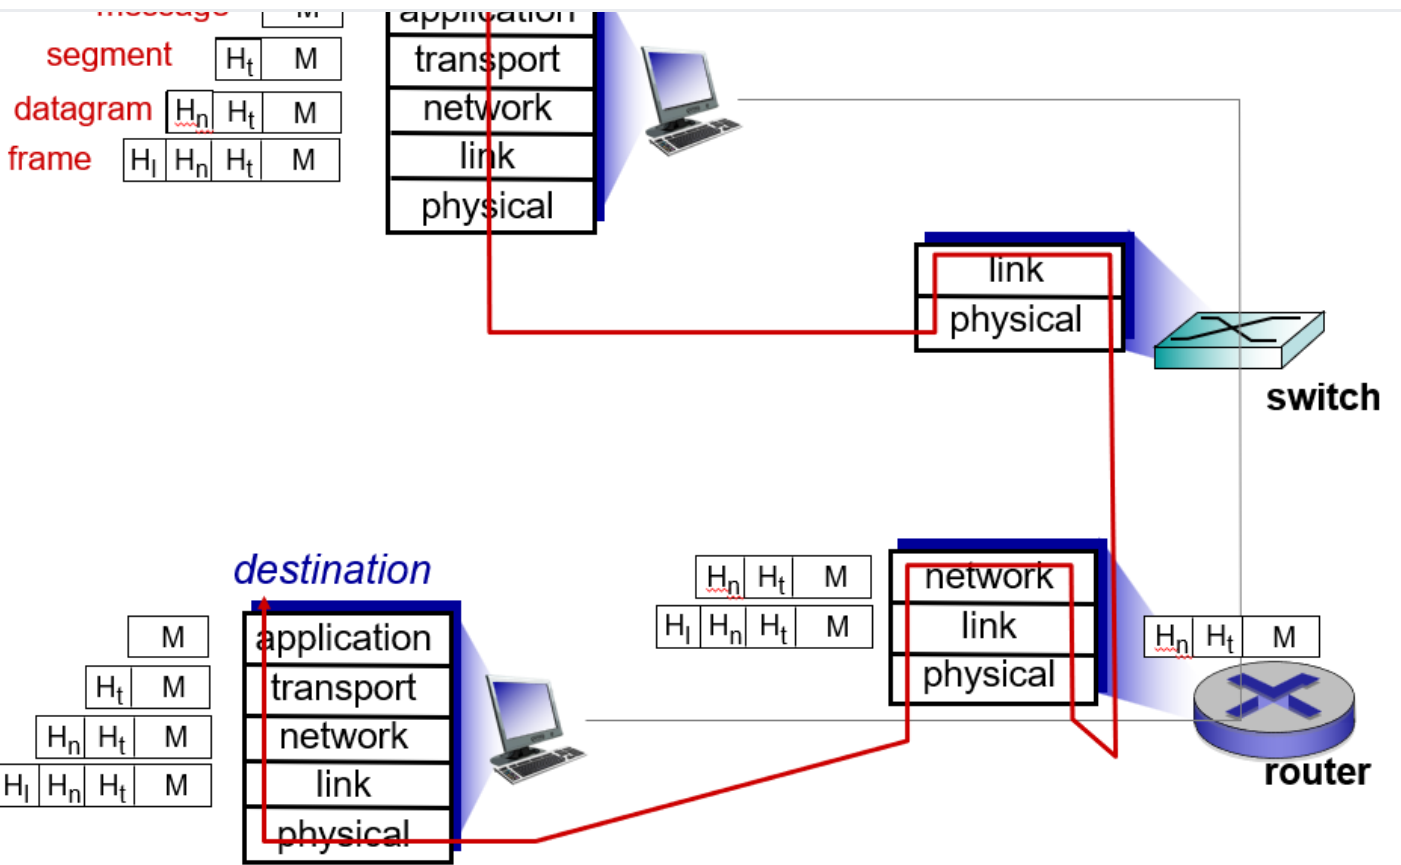 message M
application
segment Ht M
transport
datagram Hn Ht M
network
frame Hl Hn Ht M
link
physical
link
physical
switch
destination
Hn Ht M
network
M
application
Hl Hn Ht M
link
Hn Ht M
Ht M
transport
physical
Hn Ht M
network
router
Hl Hn Ht M
link
physical